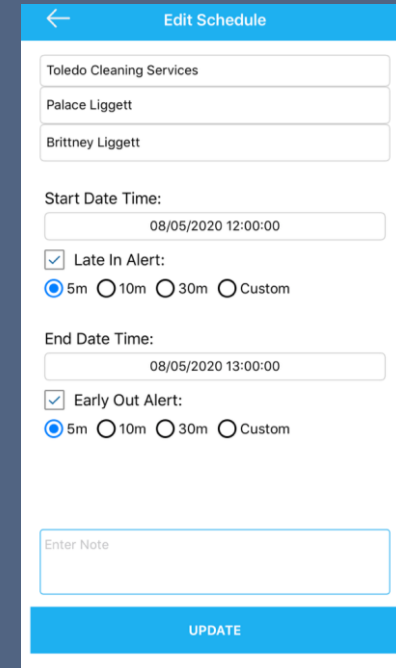 Edit Schedule
Toledo Cleaning Services
Palace Liggett
Brittney Liggett
Start Date Time:
08/05/2020 12:00:00
Late In Alert:
5m 10m 30m Custom
End Date Time:
08/05/2020 13:00:00
Early Out Alert:
5m 10m 30m Custom
Enter Note
UPDATE